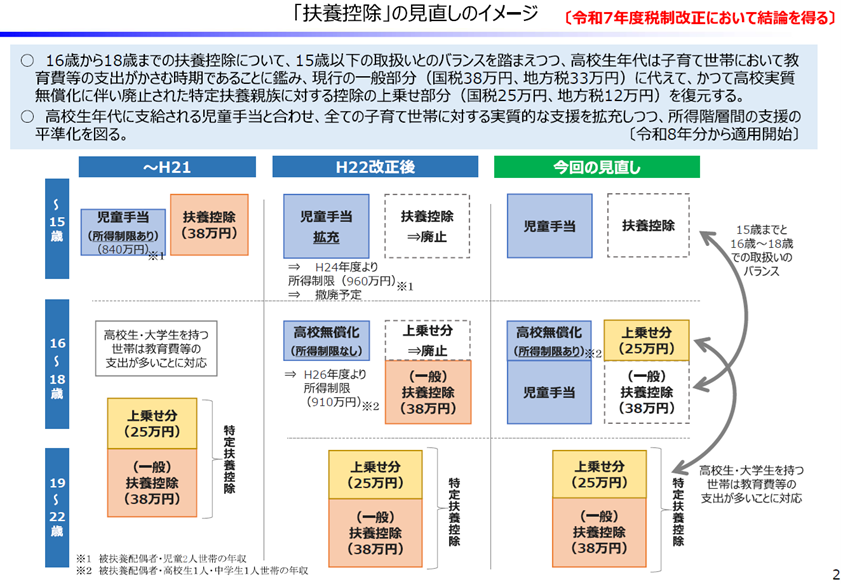 「扶養控除」の見直しのイメージ
〔令和7年度税制改正において結論を得る〕
○ 16歳から18歳までの扶養控除について、15歳以下の取扱いとのバランスを踏まえつつ、高校生年代は子育て世帯において教
育費等の支出がかさむ時期であることに鑑み、現行の一般部分（国税38万円、地方税33万円）に代えて、かつて高校実質
無償化に伴い廃止された特定扶養親族に対する控除の上乗せ部分（国税25万円、地方税12万円）を復元する。
○ 高校生年代に支給される児童手当と合わせ、全ての子育て世帯に対する実質的な支援を拡充しつつ、所得階層間の支援の
平準化を図る。
〔令和8年分から適用開始〕
～H21
H22改正後
今回の見直し
～15歳
児童手当
（所得制限あり）
（840万円）※1
扶養控除
（38万円）
児童手当
拡充
扶養控除
⇒廃止
⇒ H24年度より
所得制限（960万円）※1
⇒ 撤廃予定
児童手当
扶養控除
15歳までと
16歳～18歳
での取扱いの
バランス
16～18歳
高校生・大学生を持つ
世帯は教育費等の
支出が多いことに対応
上乗せ分
（25万円）
（一般）
扶養控除
（38万円）
特定扶養控除
高校無償化
（所得制限なし）
⇒ H26年度より
所得制限
（910万円）※2
上乗せ分
⇒廃止
（一般）
扶養控除
（38万円）
高校無償化
（所得制限あり）※2
児童手当
上乗せ分
（25万円）
（一般）
扶養控除
（38万円）
19～22歳
上乗せ分
（25万円）
（一般）
扶養控除
（38万円）
特定扶養控除
上乗せ分
（25万円）
（一般）
扶養控除
（38万円）
特定扶養控除
高校生・大学生を持つ
世帯は教育費等の
支出が多いことに対応
※1 被扶養配偶者・児童2人世帯の年収
※2 被扶養配偶者・高校生1人・中学生1人世帯の年収
2